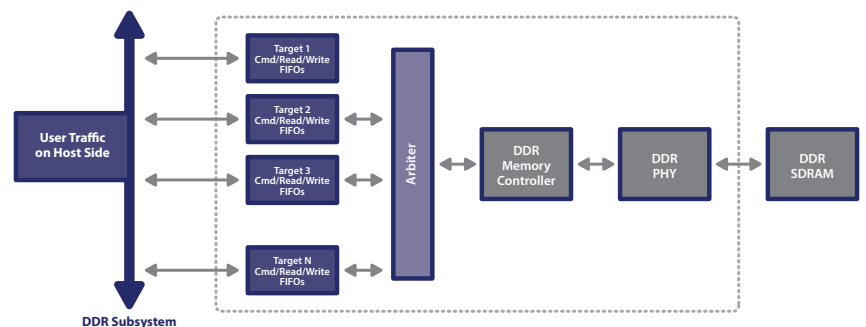 User Traffic
on Host Side
Target 1
Cmd/Read/Write
FIFOs
Target 2
Cmd/Read/Write
FIFOs
Target 3
Cmd/Read/Write
FIFOs
Target N
Cmd/Read/Write
FIFOs
Arbiter
DDR
Memory
Controller
DDR
PHY
DDR
SDRAM
DDR Subsystem